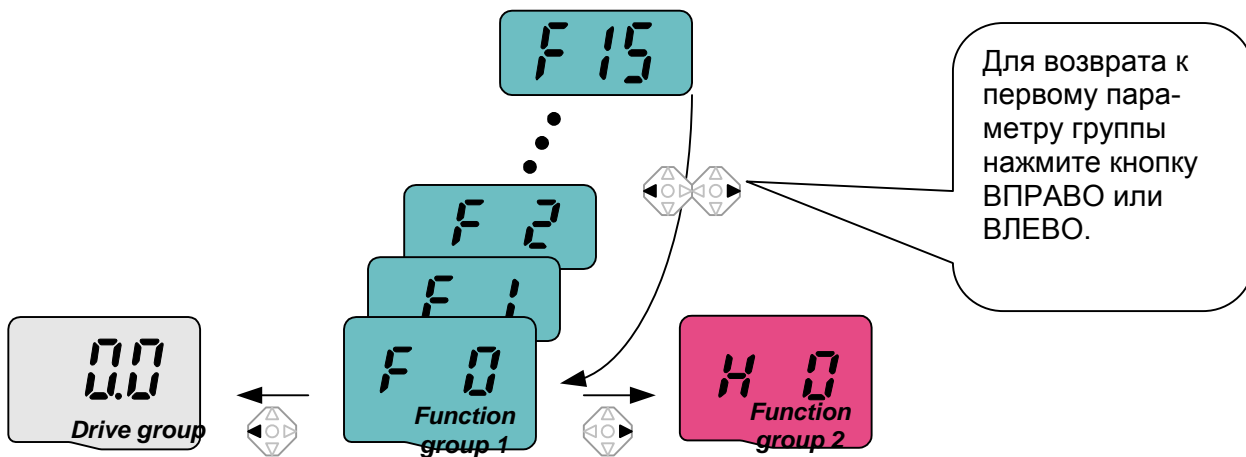 F 15
Для возврата к
первому пара-
метру группы
нажмите кнопку
ВПРАВО или
ВЛЕВО.
F 2
F 1
0.0
Drive group
F 0
Function
group 1
H 0
Function
group 2